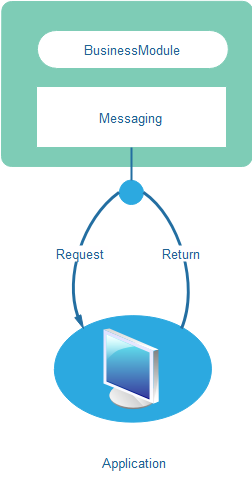 BusinessModule
Messaging
Request
Return
Application